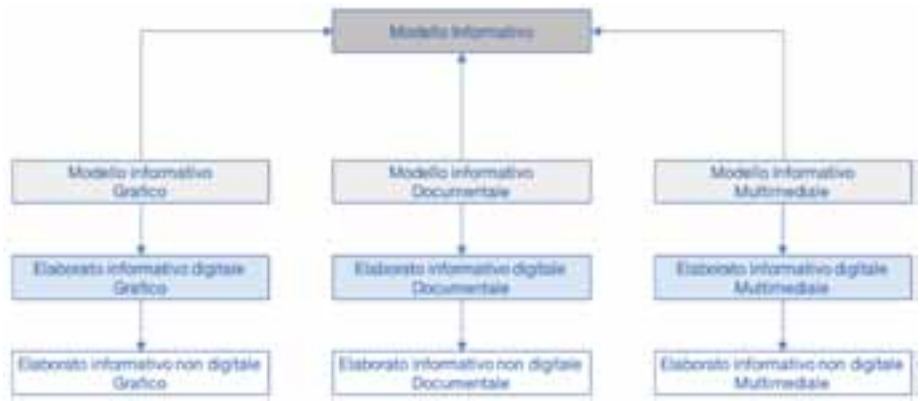 Modello Informativo
Modello informativo
Grafico
Modello informativo
Documentale
Modello informativo
Multimediale
Elaborato informativo digitale
Grafico
Elaborato informativo digitale
Documentale
Elaborato informativo digitale
Multimediale
Elaborato informativo non digitale
Grafico
Elaborato informativo non digitale
Documentale
Elaborato informativo non digitale
Multimediale